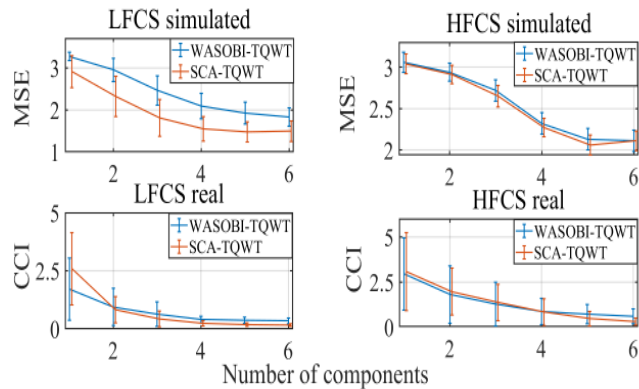 LFCS simulated
MSE
3
2
1
WASOBI-TQWT
SCA-TQWT
2 4 6
HFCS simulated
MSE
3
2.5
2
WASOBI-TQWT
SCA-TQWT
2 4 6
LFCS real
CCI
5
2.5
0
WASOBI-TQWT
SCA-TQWT
2 4 6
HFCS real
CCI
5
2.5
0
WASOBI-TQWT
SCA-TQWT
2 4 6
Number of components